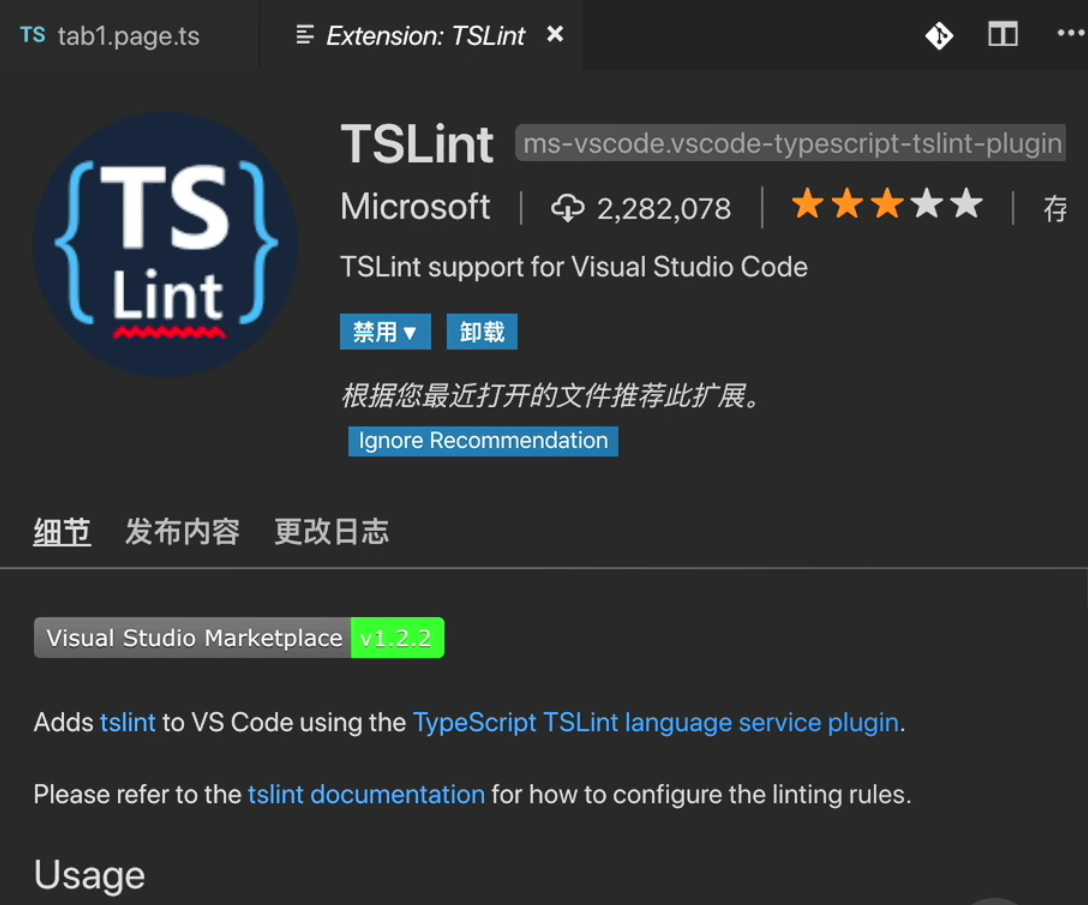 TS tab1.page.ts Extension: TSLint ×
{TS}
Lint
TSLint ms-vscode.vscode-typescript-tslint-plugin
Microsoft | 2,282,078 | | 存
TSLint support for Visual Studio Code
禁用▼ 卸载
根据您最近打开的文件推荐此扩展。
Ignore Recommendation
细节 发布内容 更改日志
Visual Studio Marketplace v1.2.2
Adds tslint to VS Code using the TypeScript TSLint language service plugin.
Please refer to the tslint documentation for how to configure the linting rules.
Usage